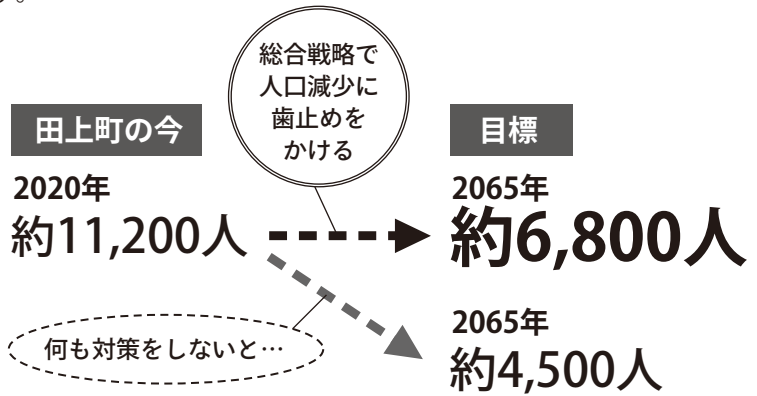 総合戦略で
人口減少に
歯止めを
かける
田上町の今
2020年
約11,200人
目標
2065年
約6,800人
何も対策をしないと…
2065年
約4,500人